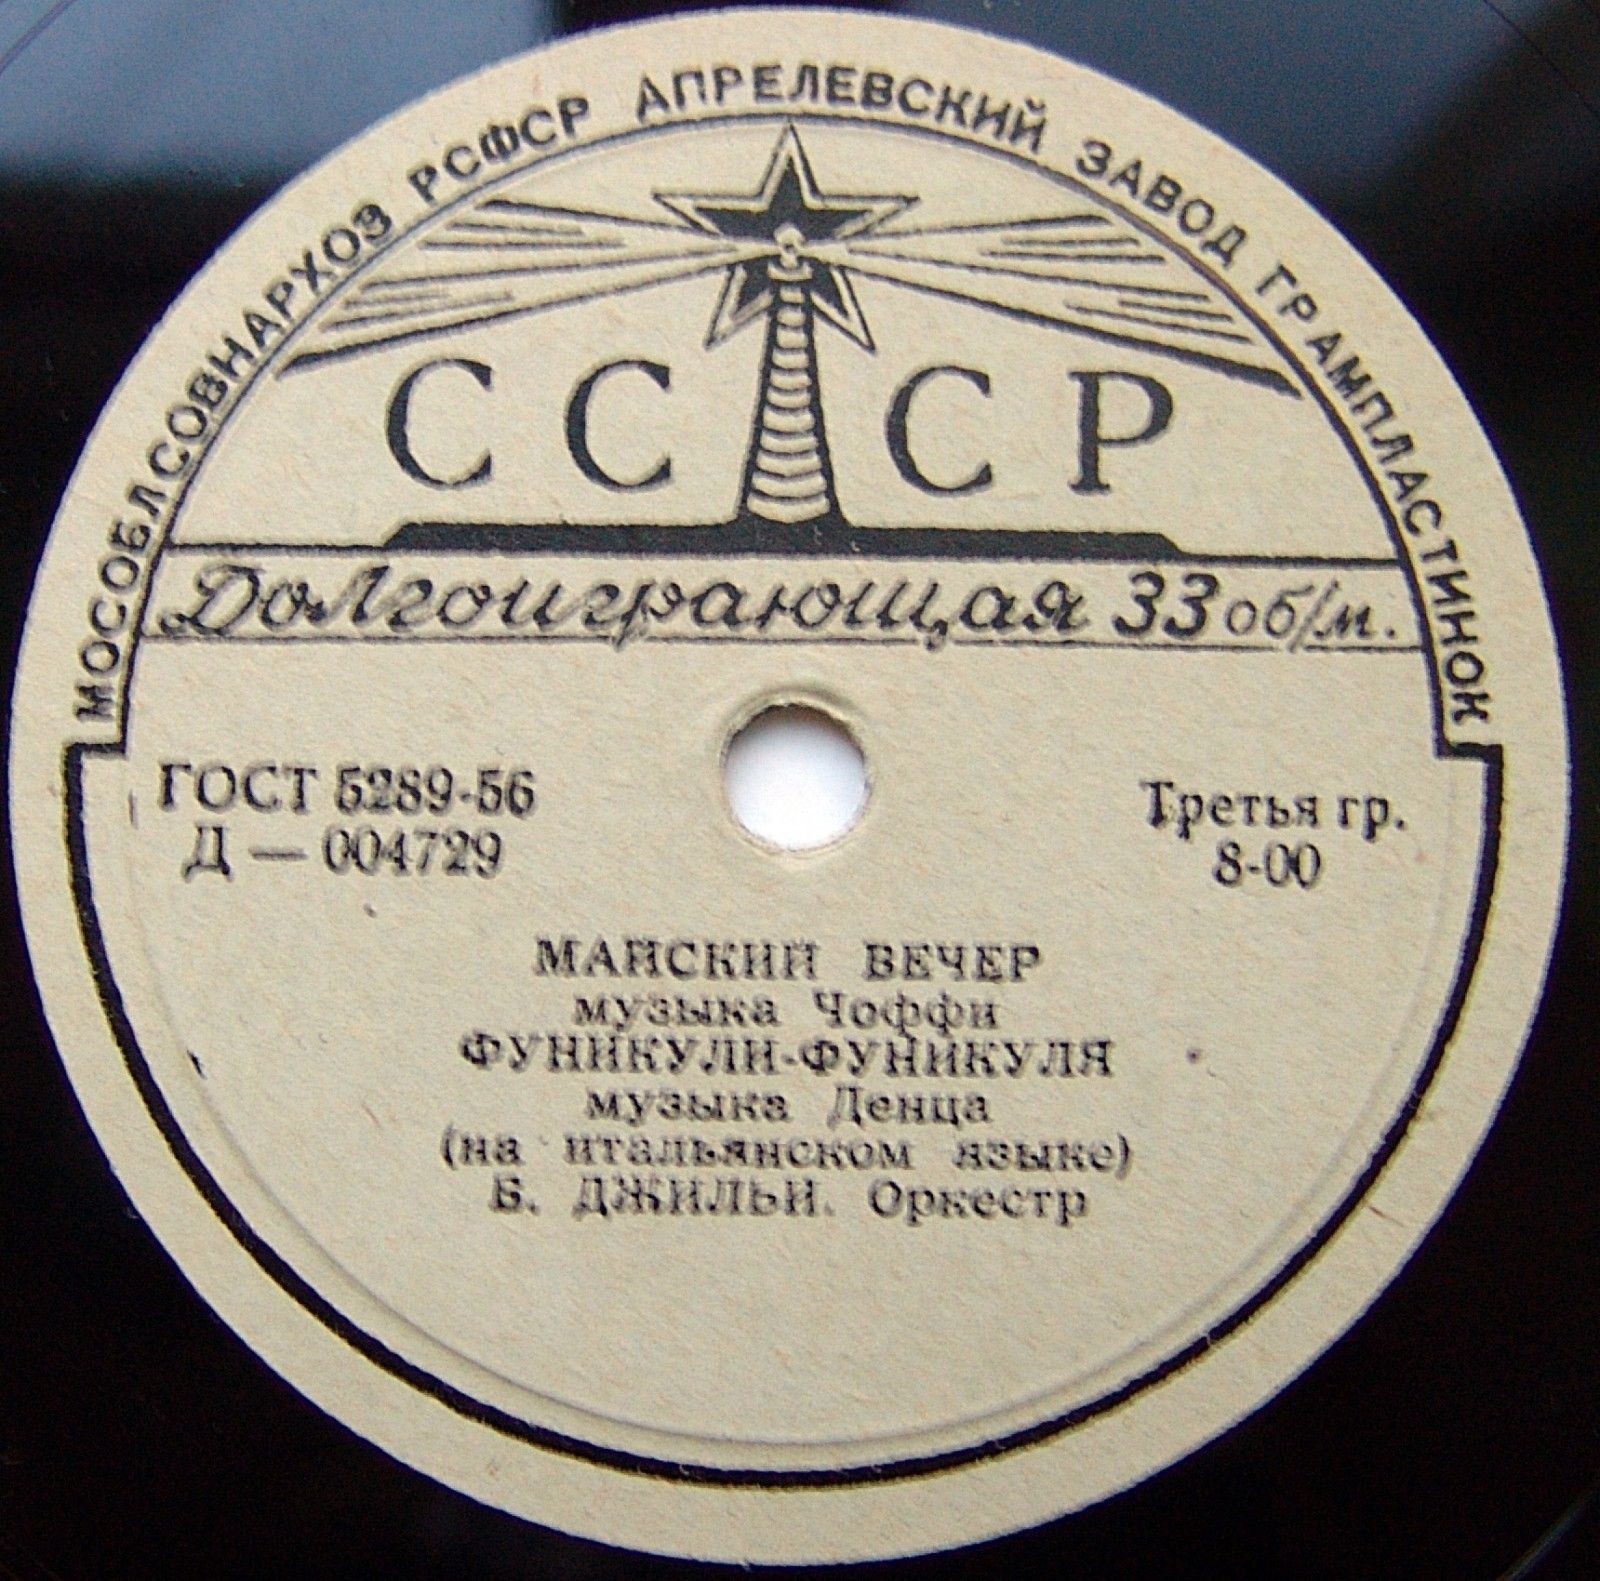 МОСОБЛСОВНАРХОЗ РСФСР АПРЕЛЕВСКИЙ ЗАВОД ГРАМПЛАСТИНОК
СССР
Долгоиграющая 33 об/м.
ГОСТ 5289-56
Д — 004729
Третья гр.
8-00
МАЙСКИЙ ВЕЧЕР
музыка Чоффи
ФУНИКУЛИ-ФУНИКУЛЯ
музыка Денца
(на итальянском языке)
Б. ДЖИЛЬИ. Оркестр